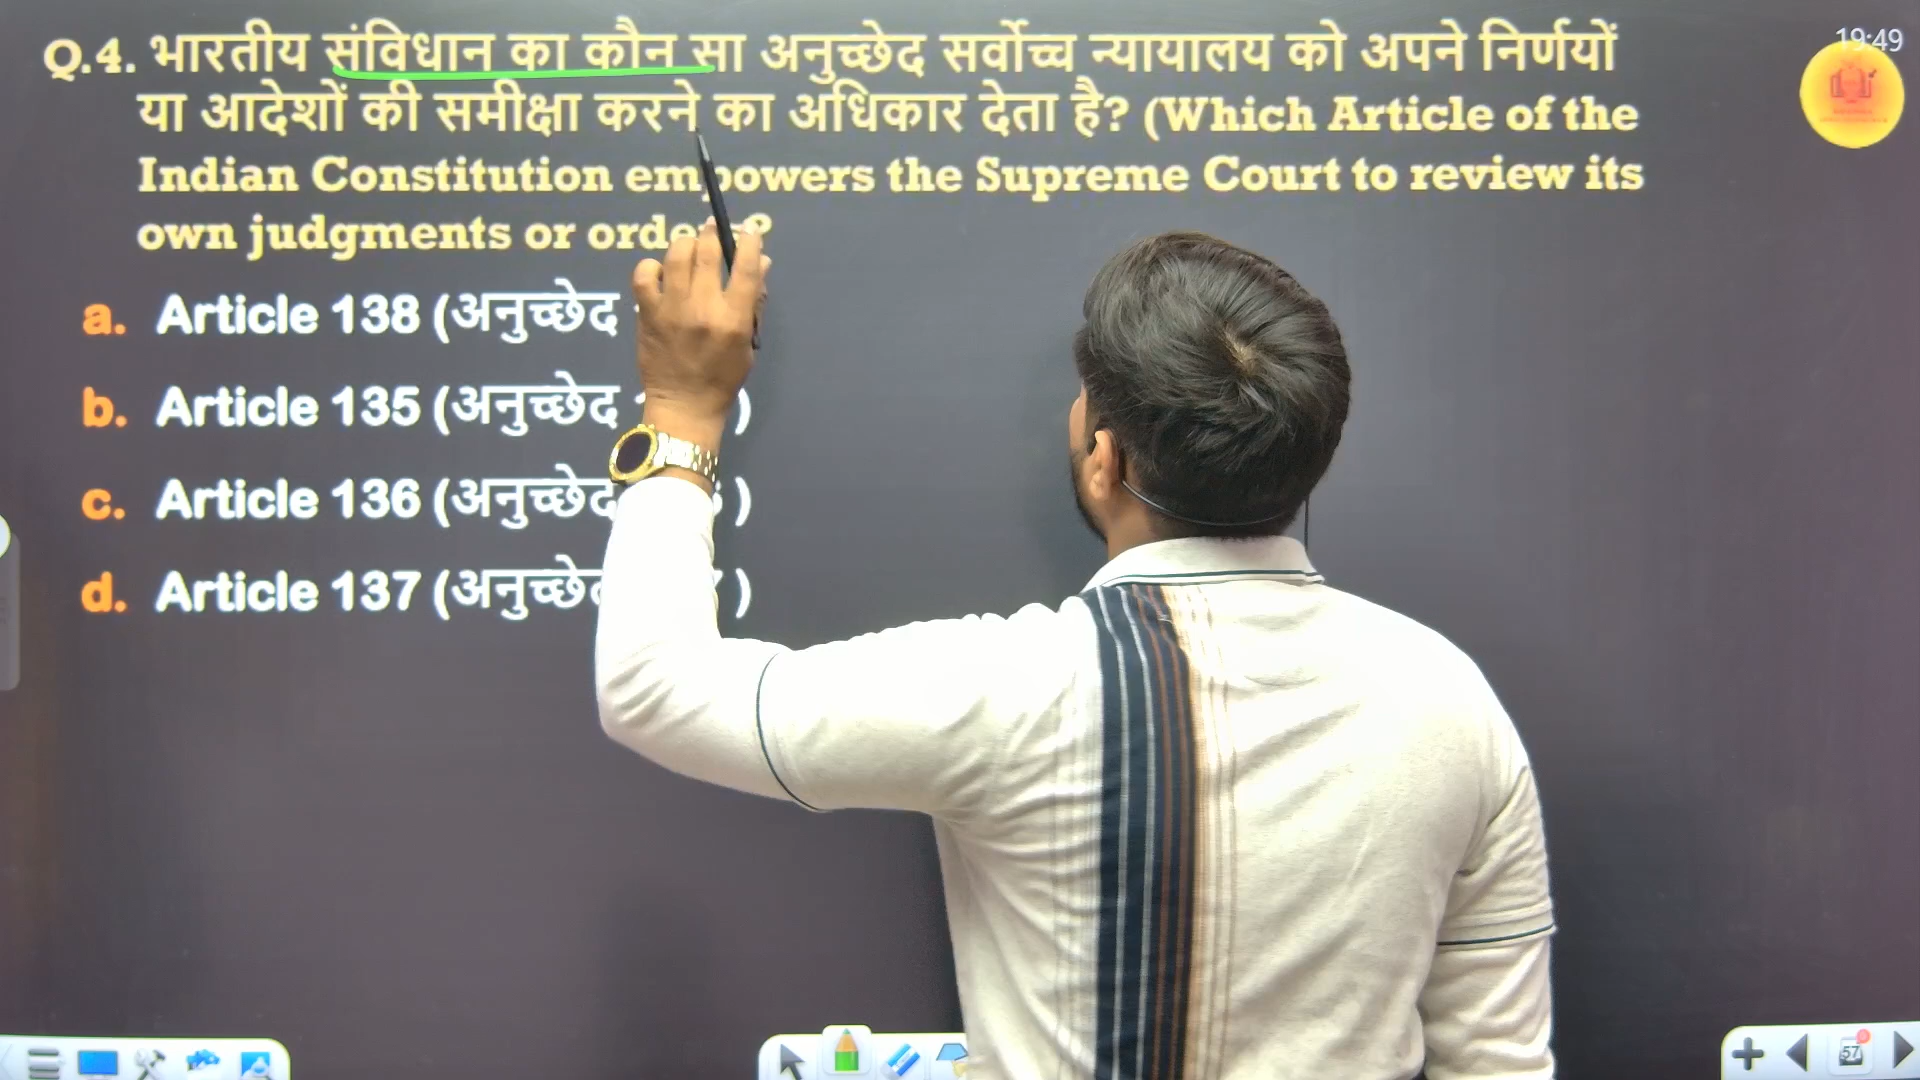 19:49
Q.4. भारतीय संविधान का कौन सा अनुच्छेद सर्वोच्च न्यायालय को अपने निर्णयों
या आदेशों की समीक्षा करने का अधिकार देता है? (Which Article of the
Indian Constitution empowers the Supreme Court to review its
own judgments or
a. Article 138 (अनुच्छेद
b. Article 135 (अनुच्छेद )
c. Article 136 (अनुच्छेद )
d. Article 137 )
57